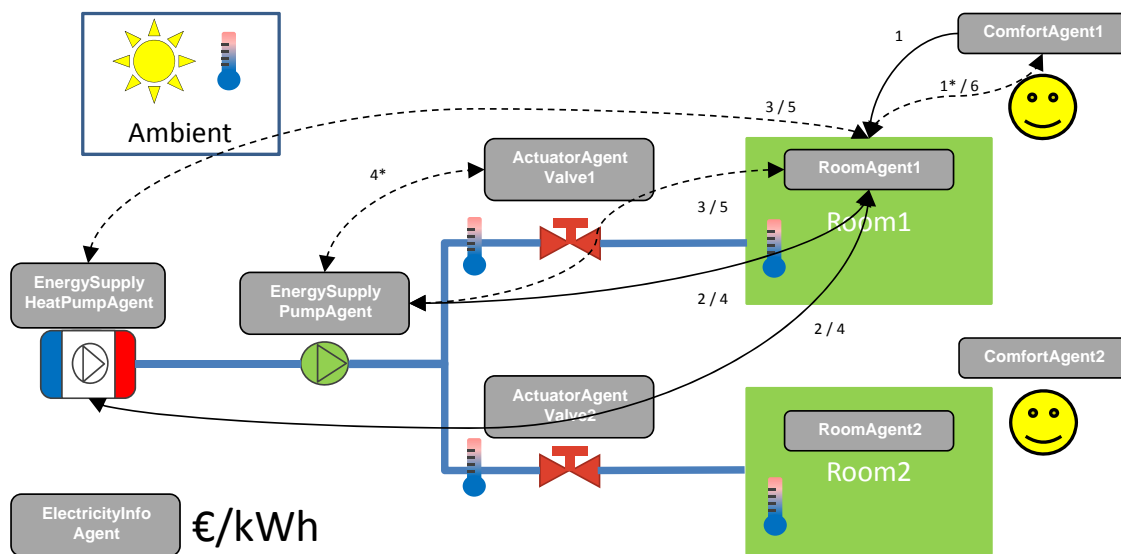 ComfortAgent1
1
1* / 6
3 / 5
Ambient
ActuatorAgent
Valve1
RoomAgent1
4*
3 / 5
Room1
EnergySupply
HeatPumpAgent
EnergySupply
PumpAgent
2 / 4
2 / 4
ComfortAgent2
ActuatorAgent
Valve2
RoomAgent2
Room2
ElectricityInfo
Agent
€/kWh